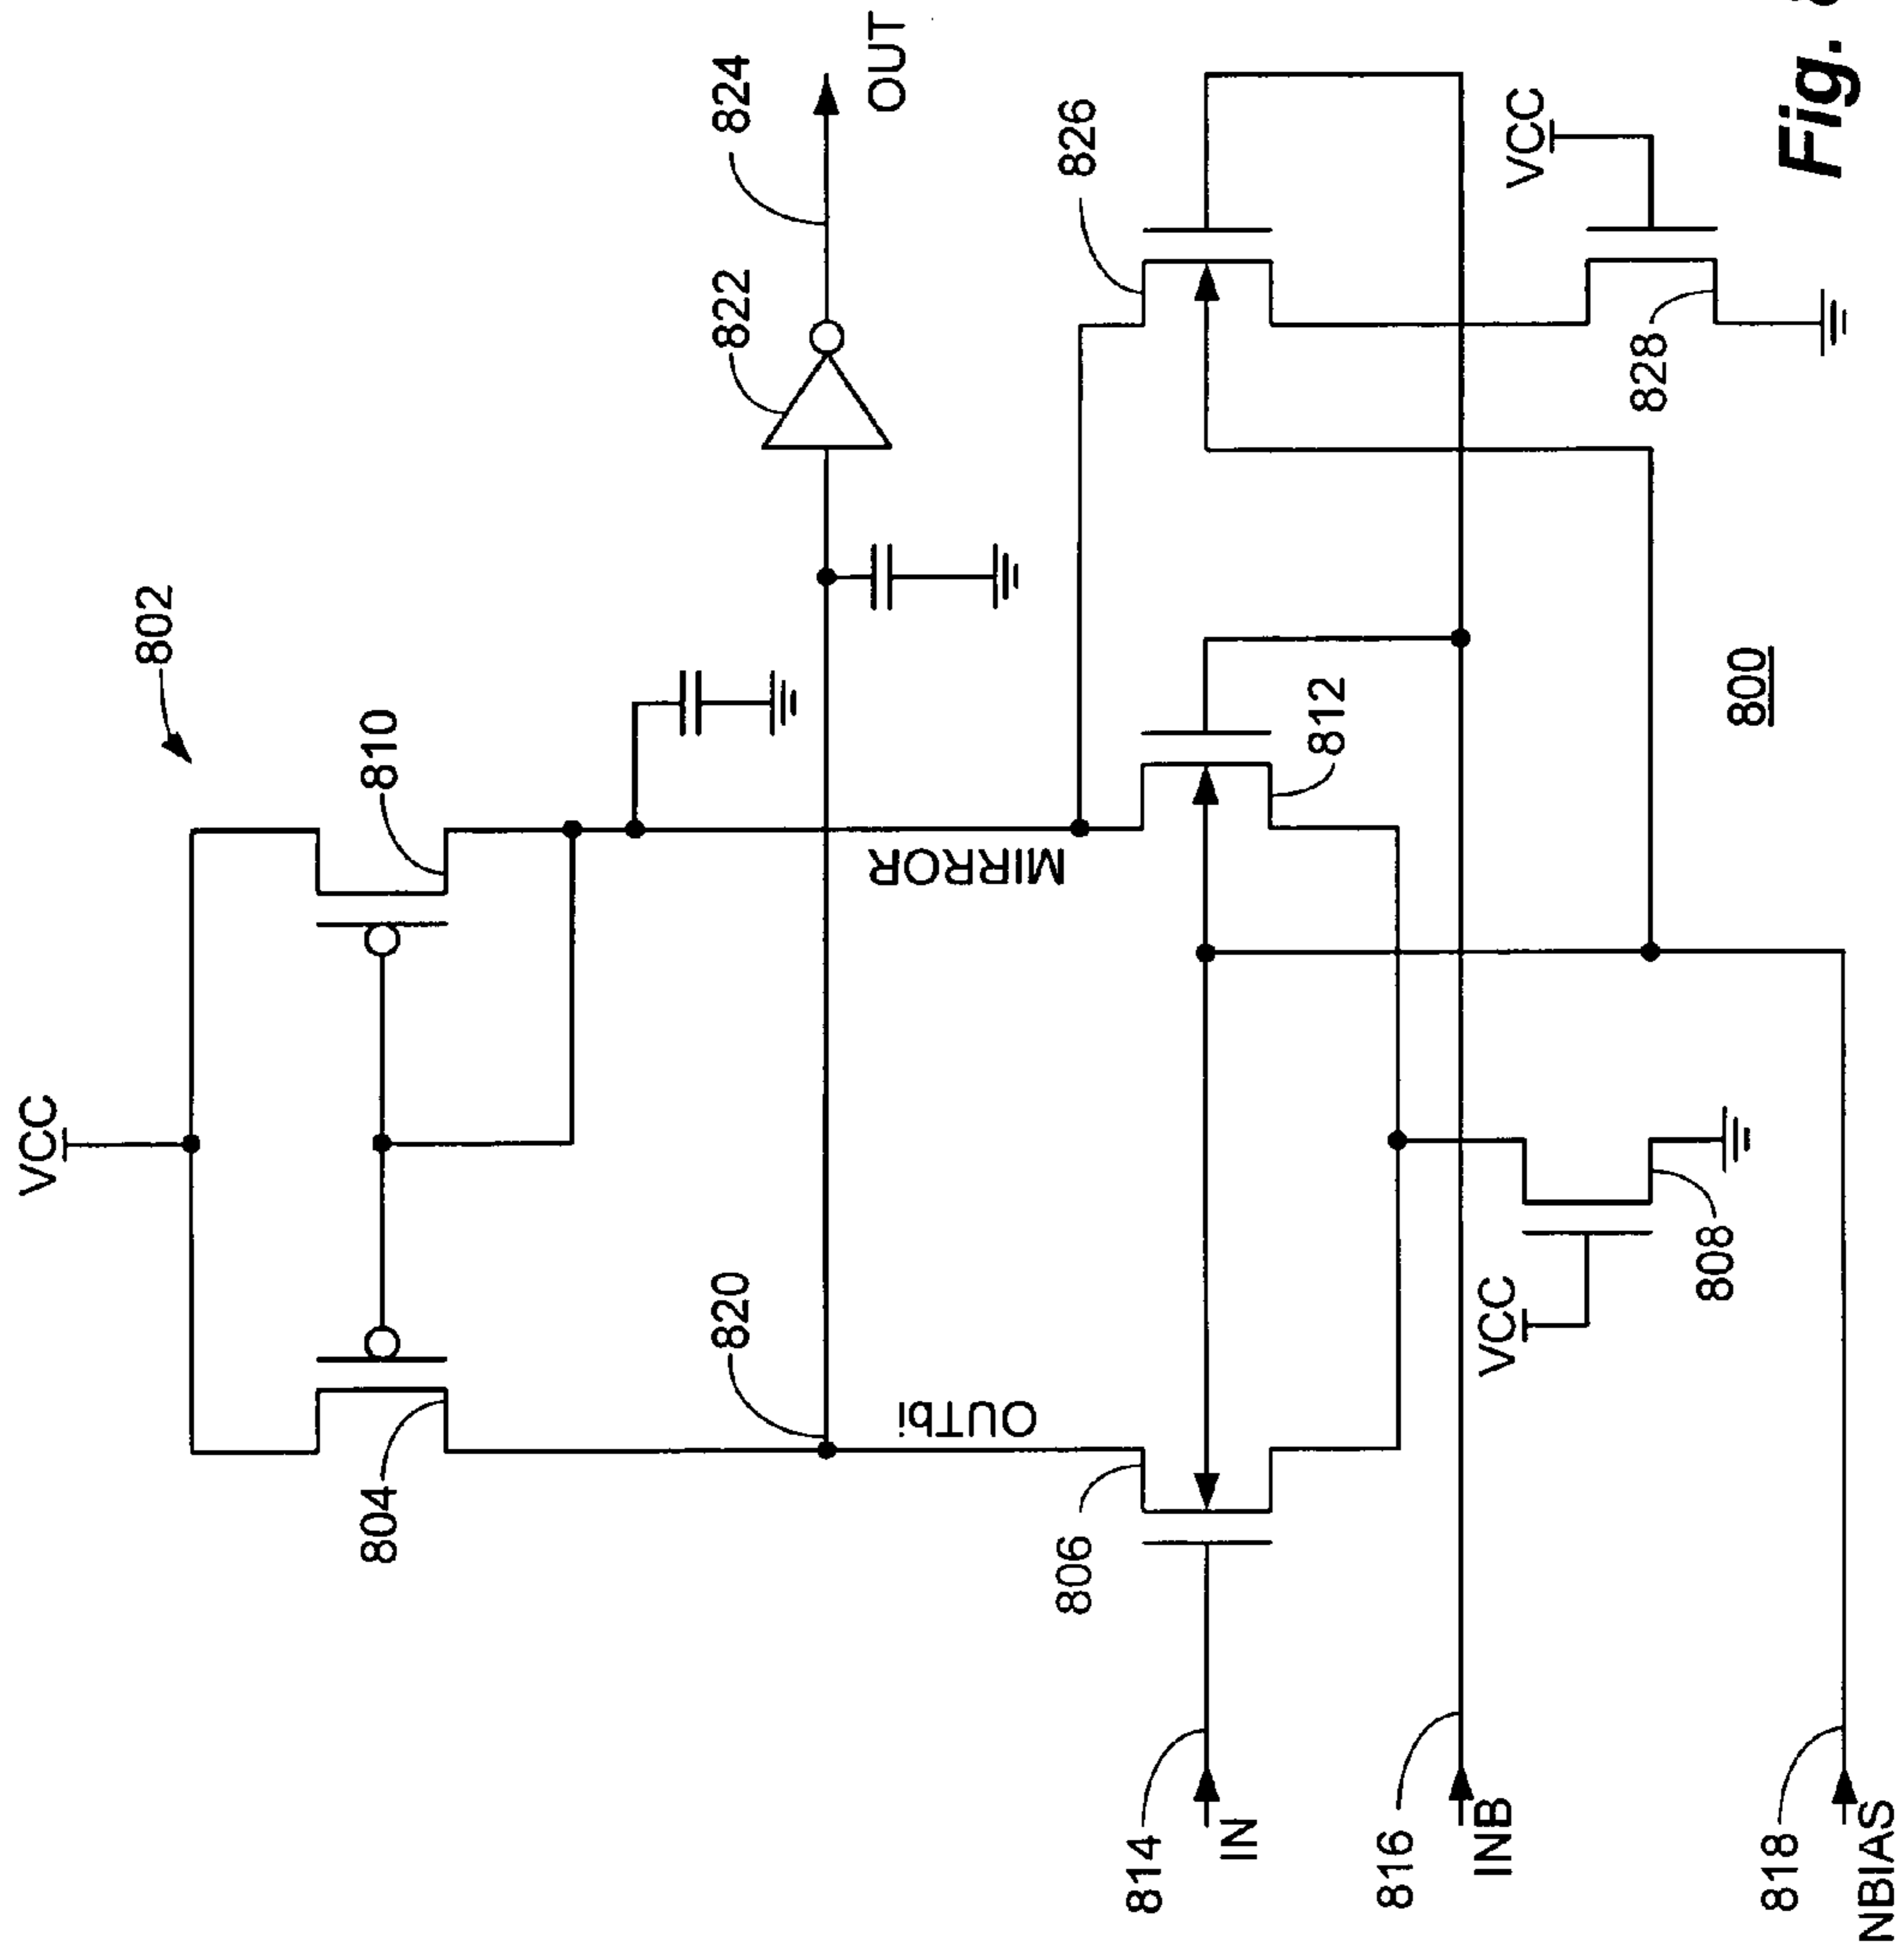 VCC
802
804
810
820
822
824
OUT
OUTbi
MIRROR
806
812
826
814
IN
816
INB
VCC
808
VCC
828
818
NBIAS
800
Fig.